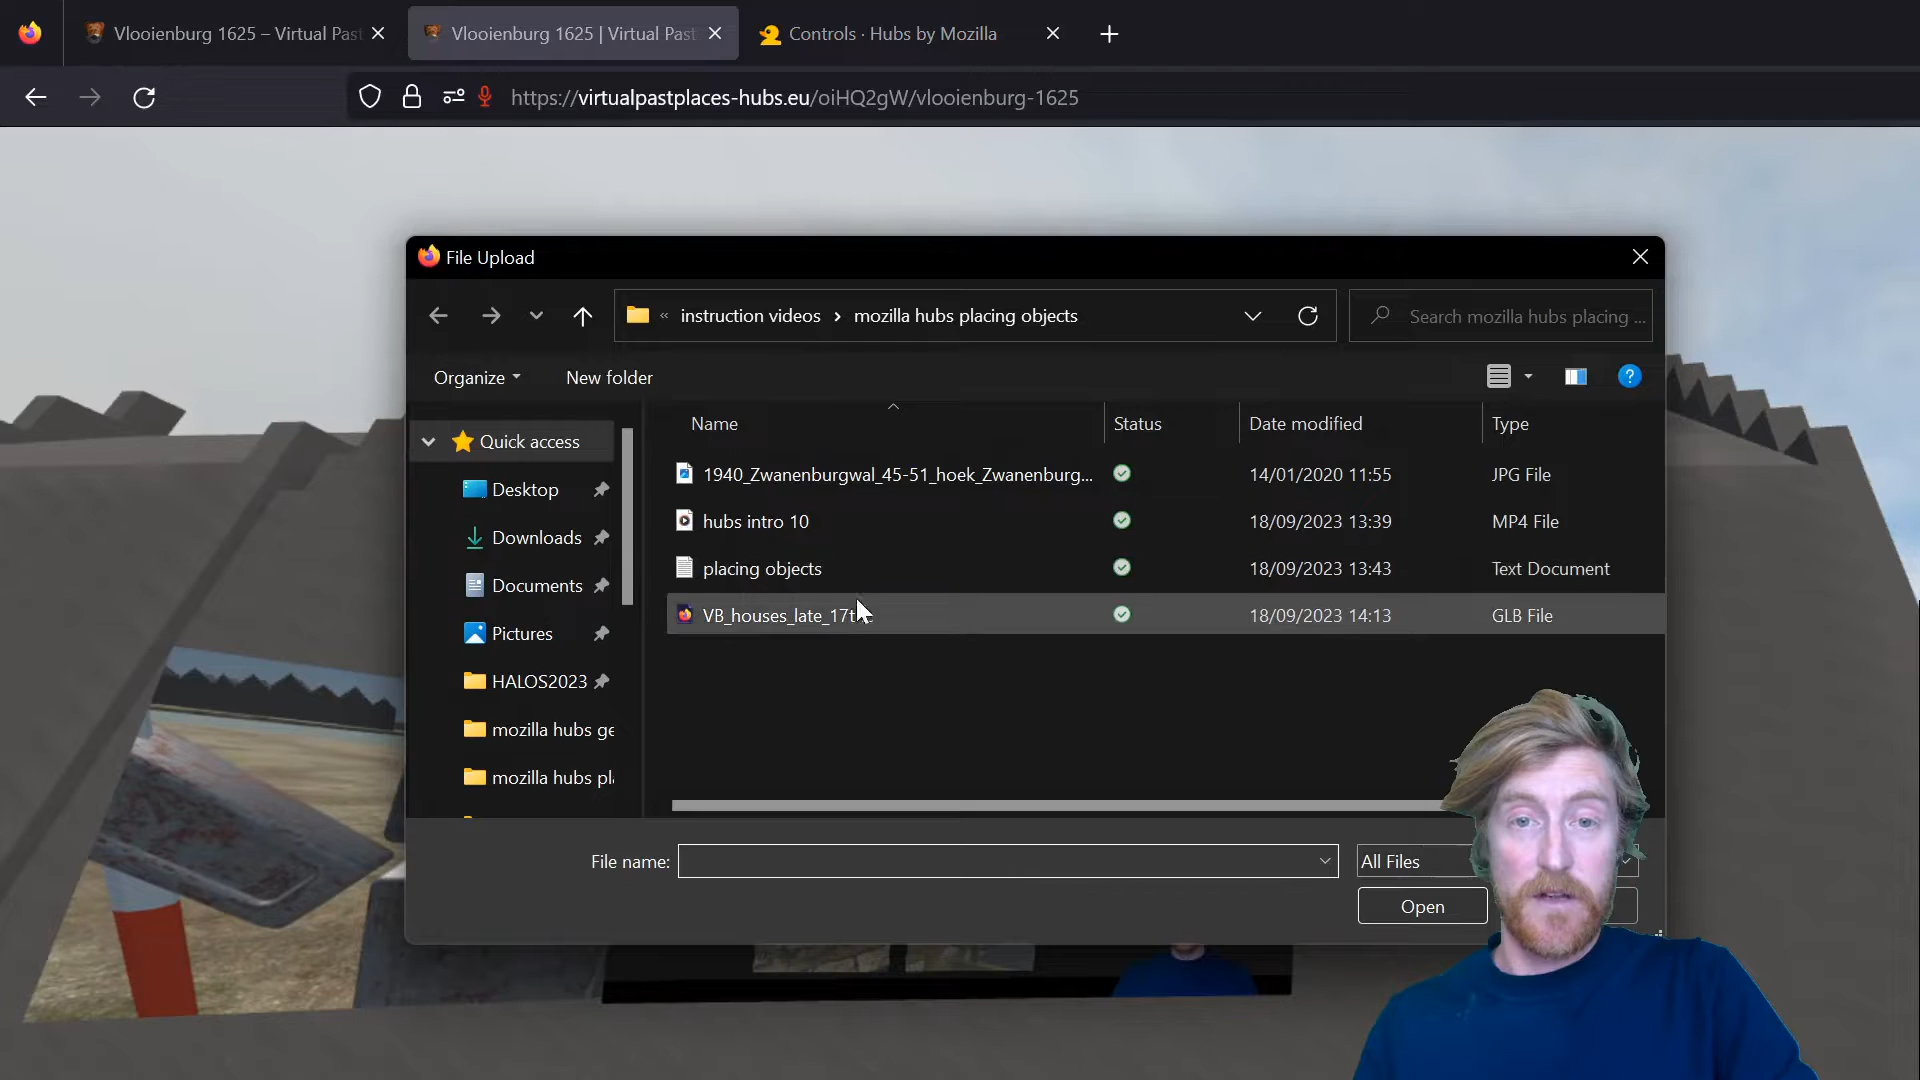 Vlooienburg 1625 – Virtual Past
Vlooienburg 1625 | Virtual Past
Controls · Hubs by Mozilla
https://virtualpastplaces-hubs.eu/oiHQ2gW/vlooienburg-1625
File Upload
« instruction videos › mozilla hubs placing objects
Search mozilla hubs placing ...
Organize
New folder
Name
Status
Date modified
Type
Quick access
Desktop
Downloads
Documents
Pictures
HALOS2023
mozilla hubs ge
mozilla hubs pl
1940_Zwanenburgwal_45-51_hoek_Zwanenburg... 14/01/2020 11:55 JPG File
hubs intro 10 18/09/2023 13:39 MP4 File
placing objects 18/09/2023 13:43 Text Document
VB_houses_late_17t 18/09/2023 14:13 GLB File
File name:
All Files
Open